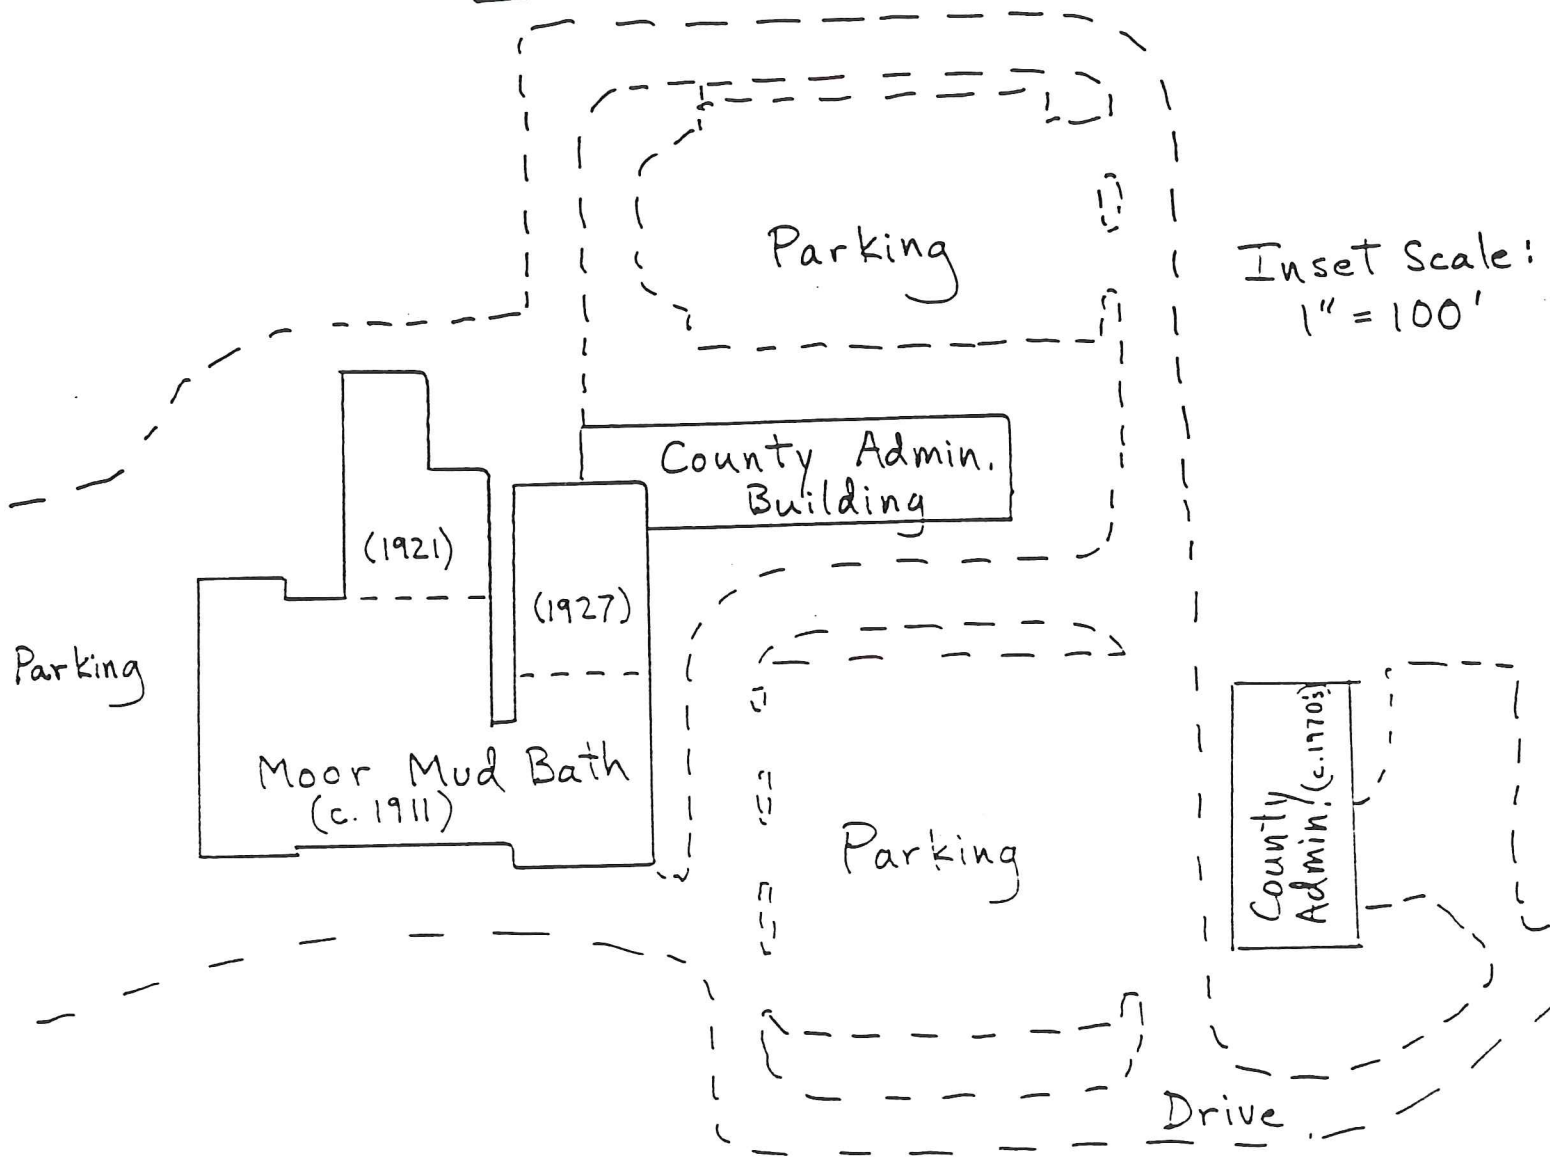 Parking
Inset Scale:
1" = 100'
County Admin.
Building
(1921)
(1927)
Parking
Moor Mud Bath
(c. 1911)
Parking
County
Admin. (c. 1970's)
Drive